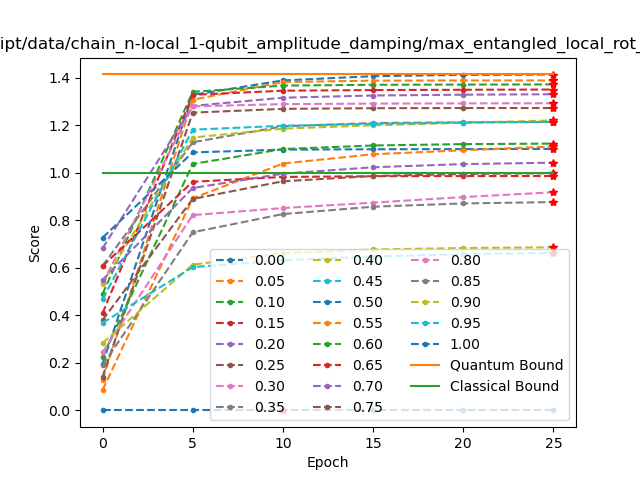 ipt/data/chain_n-local_1-qubit_amplitude_damping/max_entangled_local_rot_
1.4
1.2
1.0
0.8
0.6
0.4
0.2
0.0
Score
0.00 0.40 0.80
0.05 0.45 0.85
0.10 0.50 0.90
0.15 0.55 0.95
0.20 0.60 1.00
0.25 0.65 Quantum Bound
0.30 0.70 Classical Bound
0.35 0.75
0 5 10 15 20 25
Epoch